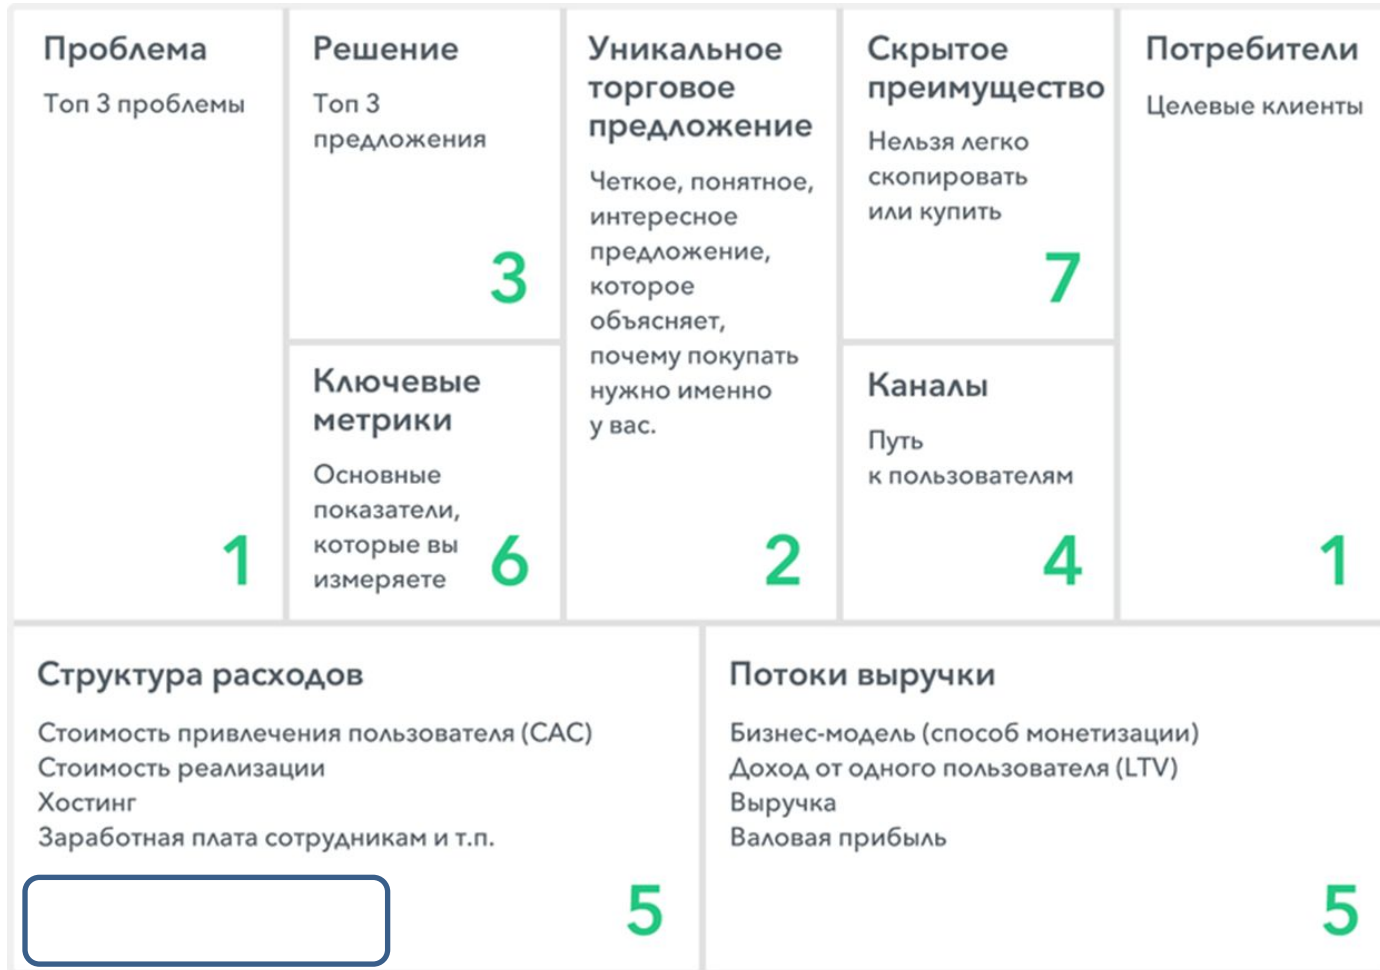 Проблема
Топ 3 проблемы
1
Решение
Топ 3
предложения
3
Ключевые
метрики
Основные
показатели,
которые вы
измеряете
6
Уникальное
торговое
предложение
Четкое, понятное,
интересное
предложение,
которое
объясняет,
почему покупать
нужно именно
у вас.
2
Скрытое
преимущество
Нельзя легко
скопировать
или купить
7
Каналы
Путь
к пользователям
4
Потребители
Целевые клиенты
1
Структура расходов
Стоимость привлечения пользователя (CAC)
Стоимость реализации
Хостинг
Заработная плата сотрудникам и т.п.
5
Потоки выручки
Бизнес-модель (способ монетизации)
Доход от одного пользователя (LTV)
Выручка
Валовая прибыль
5